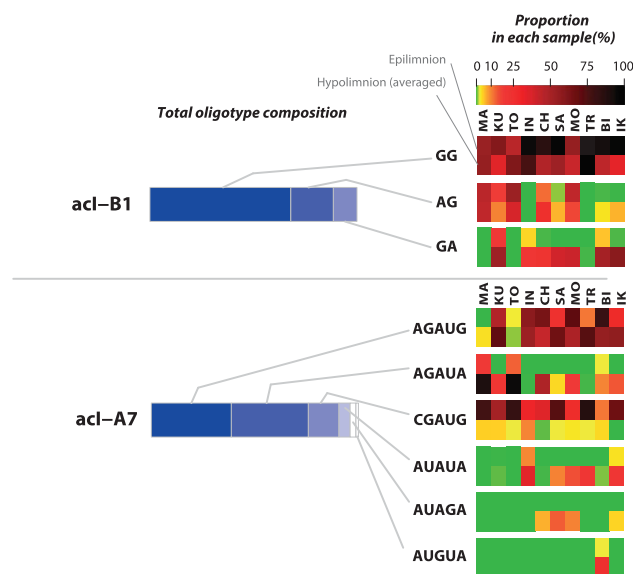 Proportion
in each sample(%)
Epilimnion
Hypolimnion (averaged)
0 10 25 50 75 100
Total oligotype composition
MA KU TO IN CH SA MO TR BI IK
GG
acI−B1
AG
GA
MA KU TO IN CH SA MO TR BI IK
AGAUG
AGAUA
acI−A7
CGAUG
AUAUA
AUAGA
AUGUA